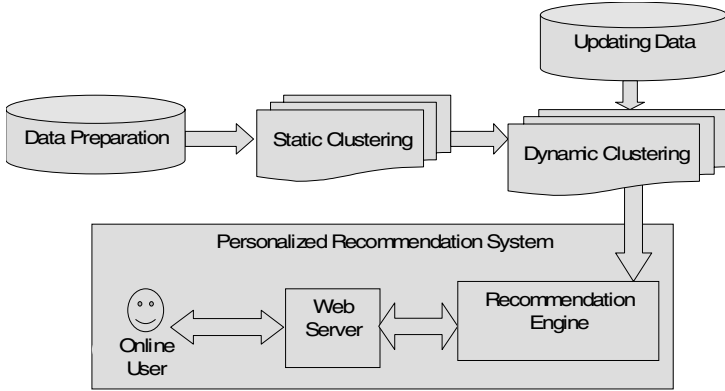 Updating Data
Data Preparation
Static Clustering
Dynamic Clustering
Personalized Recommendation System
Online
User
Web
Server
Recommendation
Engine